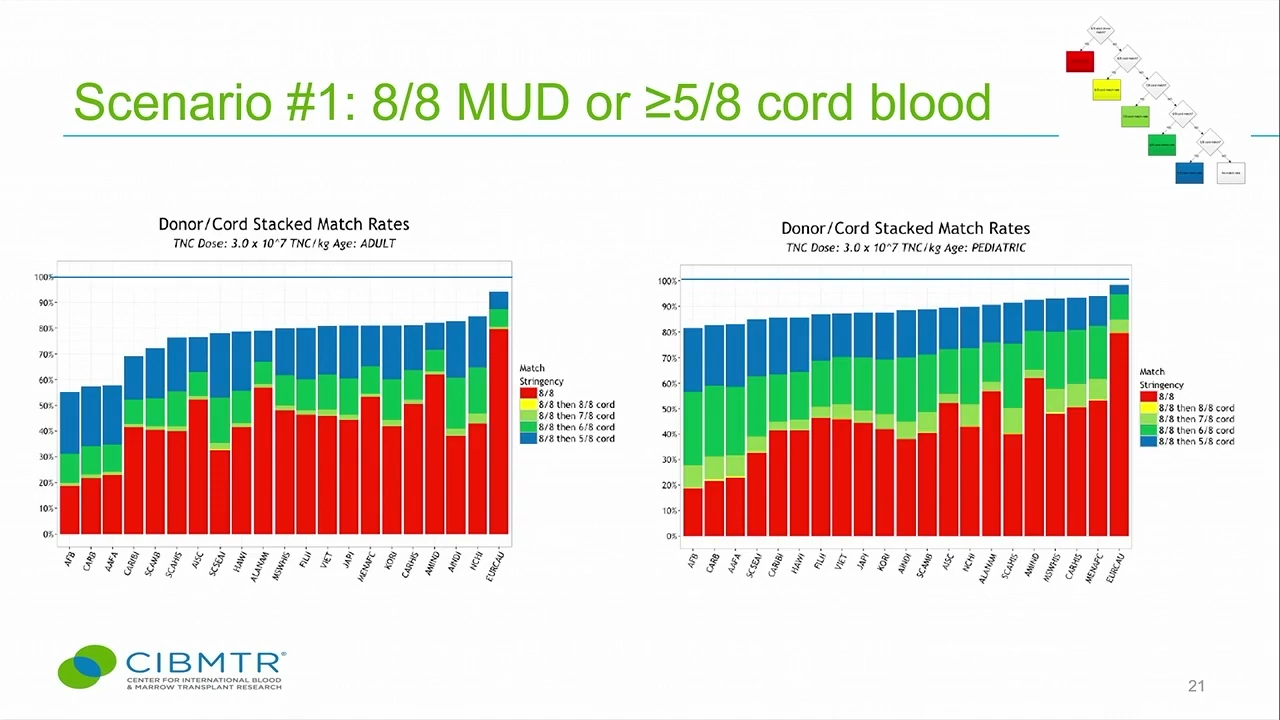 Scenario #1: 8/8 MUD or ≥5/8 cord blood
Donor/Cord Stacked Match Rates
TNC Dose: 3.0 x 10^7 TNC/kg Age: ADULT
100%
90%
80%
70%
60%
50%
40%
30%
20%
10%
0%
AFB
CARB
AAFA
CARIBI
SCAMB
SCAHIS
AISC
SCSEAI
HAWI
ALANAM
MSWHIS
FILII
VIET
JAPI
MENAFC
KORI
CARHIS
AMIND
AINDI
NCHI
EURCAU
Match
Stringency
8/8
8/8 then 8/8 cord
8/8 then 7/8 cord
8/8 then 6/8 cord
8/8 then 5/8 cord
Donor/Cord Stacked Match Rates
TNC Dose: 3.0 x 10^7 TNC/kg Age: PEDIATRIC
100%
90%
80%
70%
60%
50%
40%
30%
20%
10%
0%
AFB
CARB
AAFA
SCSEAI
CARIBI
HAWI
FILII
VIET
JAPI
KORI
AINDI
SCAMB
AISC
NCHI
ALANAM
SCAHIS
AMIND
MSWHIS
CARHIS
MENAFC
EURCAU
Match
Stringency
8/8
8/8 then 8/8 cord
8/8 then 7/8 cord
8/8 then 6/8 cord
8/8 then 5/8 cord
CIBMTR®
CENTER FOR INTERNATIONAL BLOOD
& MARROW TRANSPLANT RESEARCH
21